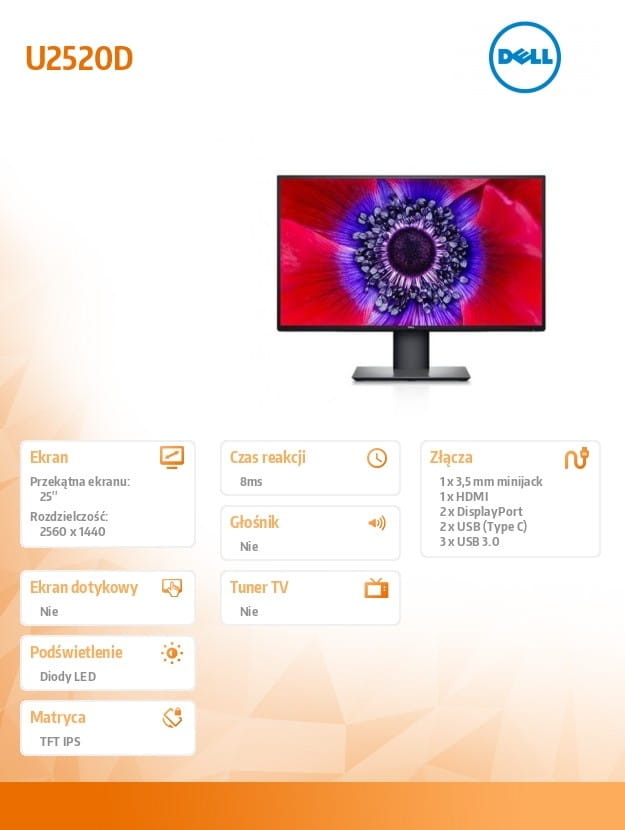 U2520D
DELL
DELL
Ekran
Przekątna ekranu:
25"
Rozdzielczość:
2560 x 1440
Czas reakcji
8ms
Głośnik
Nie
Złącza
1 x 3,5 mm minijack
1 x HDMI
2 x DisplayPort
2 x USB (Type C)
3 x USB 3.0
Ekran dotykowy
Nie
Tuner TV
Nie
Podświetlenie
Diody LED
Matryca
TFT IPS